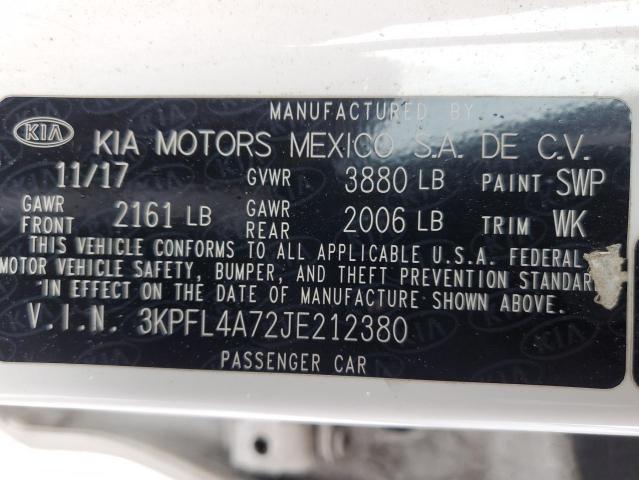 MANUFACTURED BY
KIA KIA MOTORS MEXICO S.A. DE C.V.
11/17 GVWR 3880 LB PAINT SWP
GAWR FRONT 2161 LB GAWR REAR 2006 LB TRIM WK
THIS VEHICLE CONFORMS TO ALL APPLICABLE U.S.A. FEDERAL
MOTOR VEHICLE SAFETY, BUMPER, AND THEFT PREVENTION STANDAR
IN EFFECT ON THE DATE OF MANUFACTURE SHOWN ABOVE.
V.I.N. 3KPFL4A72JE212380
PASSENGER CAR